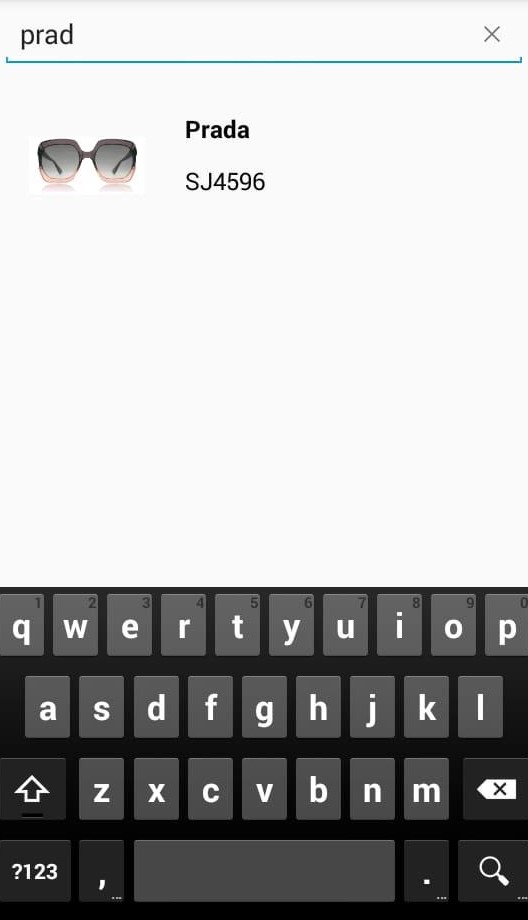 prad
Prada
SJ4596
1 2 3 4 5 6 7 8 9 0
q w e r t y u i o p
a s d f g h j k l
z x c v b n m
?123 , ... . ... ...